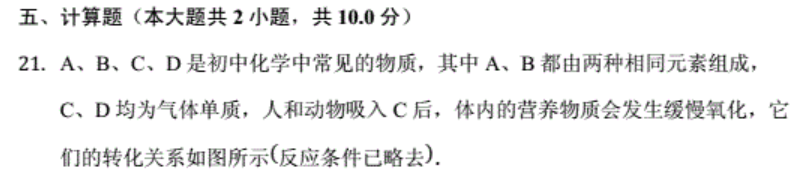 五、计算题（本大题共 2 小题，共 10.0 分）
21. A、B、C、D 是初中化学中常见的物质，其中 A、B 都由两种相同元素组成，
C、D 均为气体单质，人和动物吸入 C 后，体内的营养物质会发生缓慢氧化，它
们的转化关系如图所示(反应条件已略去).